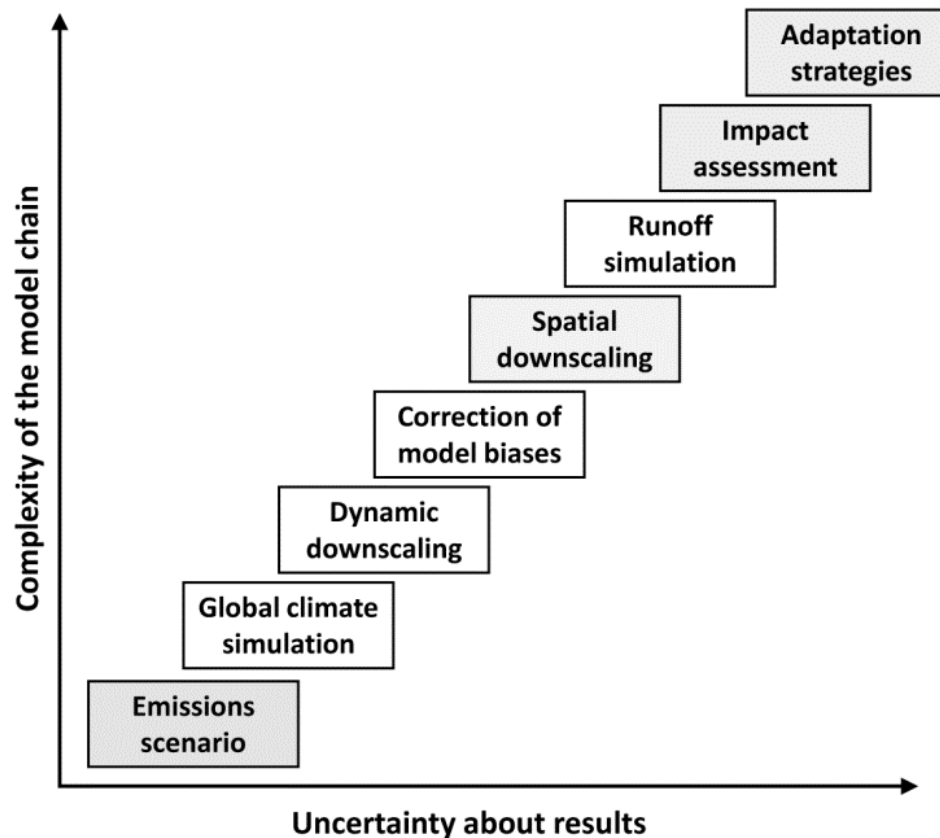 Complexity of the model chain
Adaptation
strategies
Impact
assessment
Runoff
simulation
Spatial
downscaling
Correction of
model biases
Dynamic
downscaling
Global climate
simulation
Emissions
scenario
Uncertainty about results